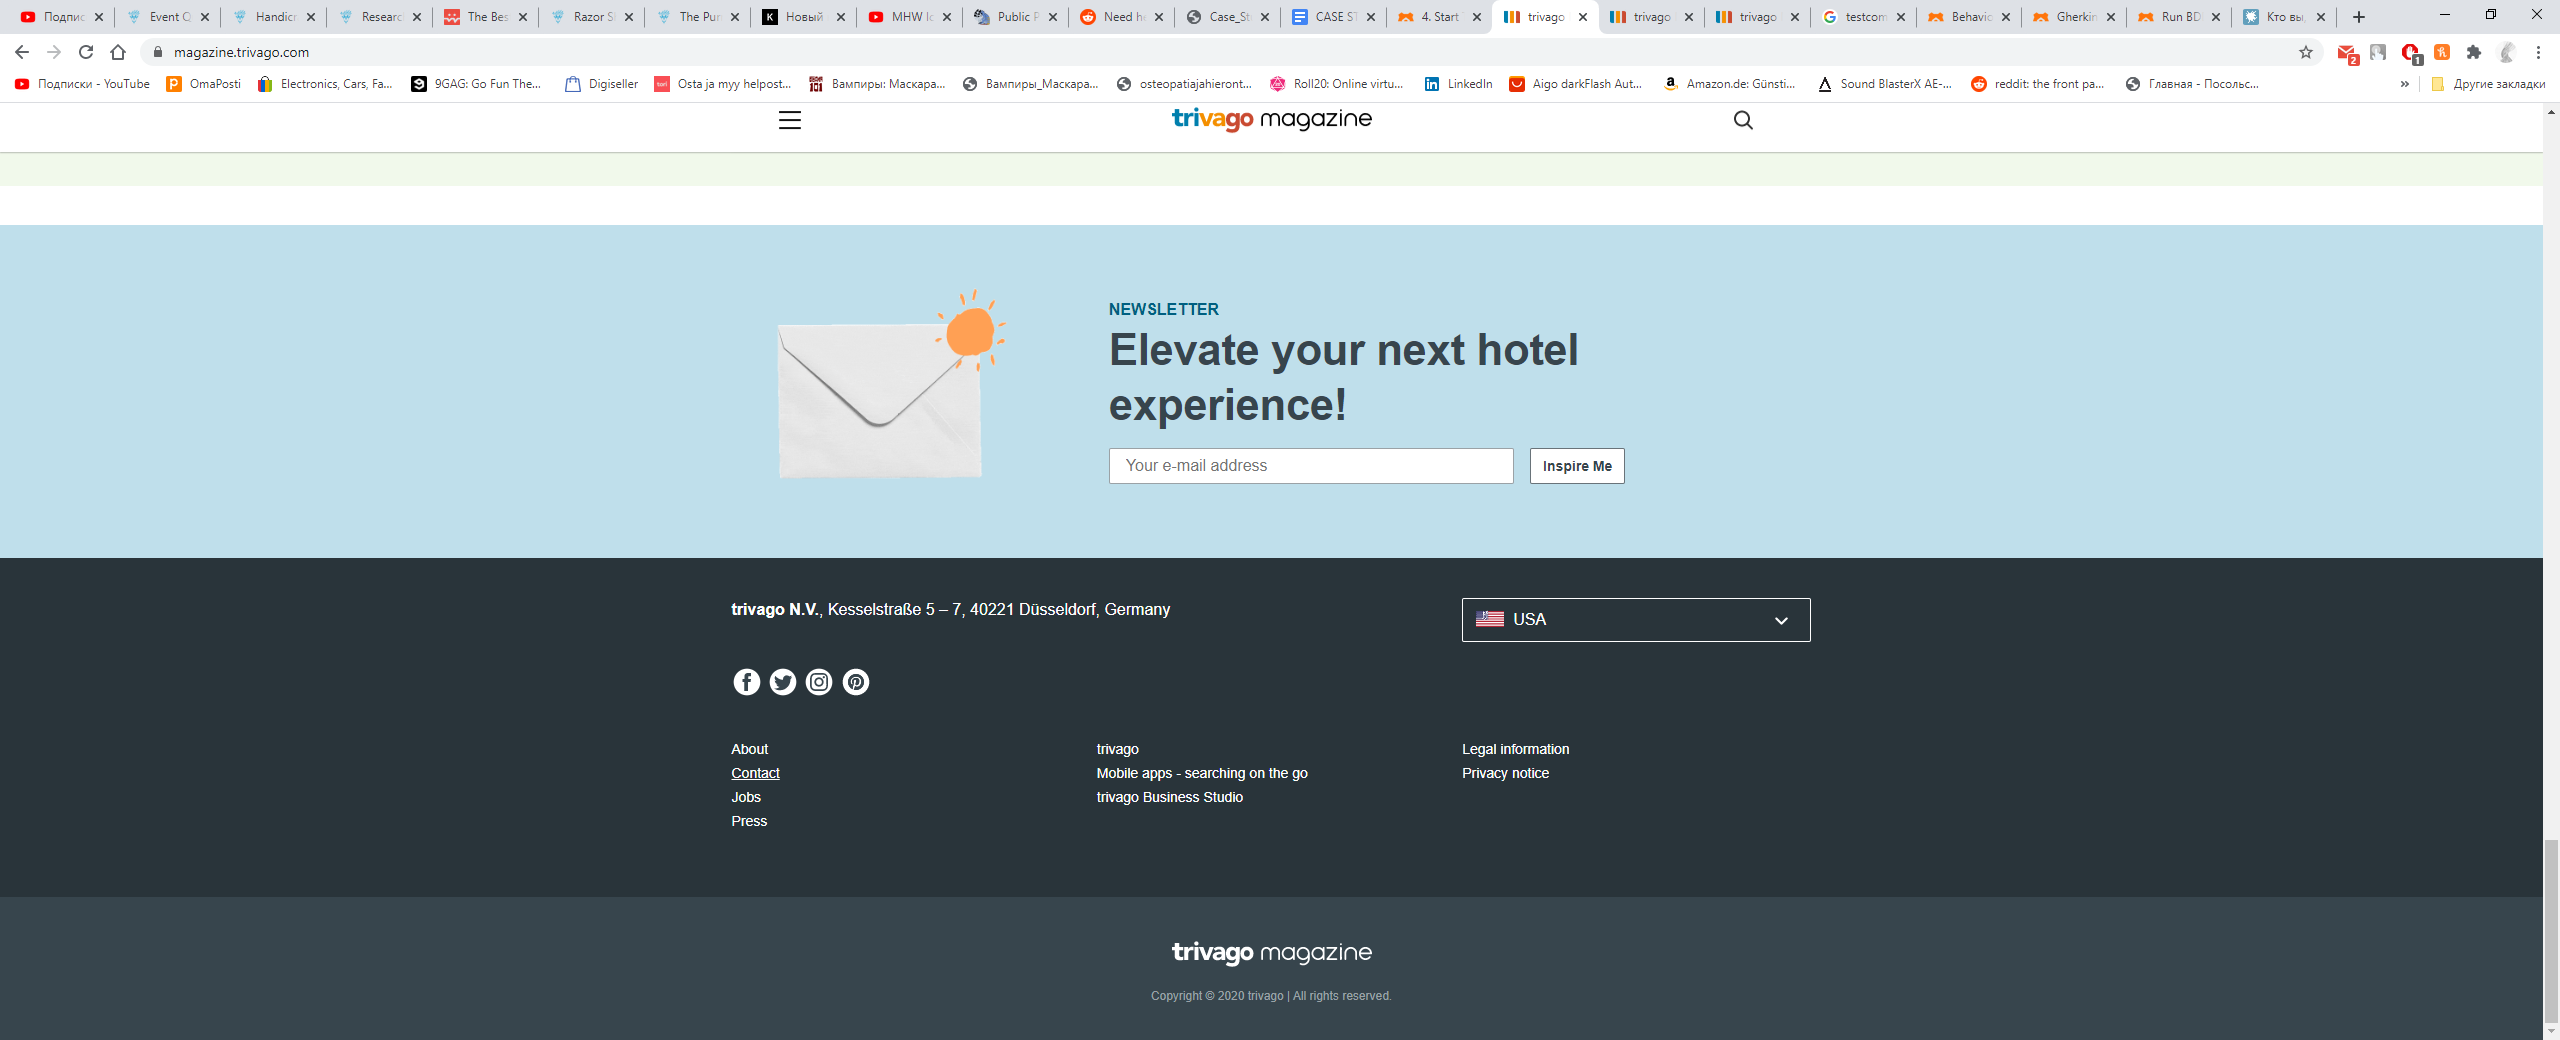 Подпис
Event Q
Handicr
Researc
The Bes
Razor S
The Pur
Новый
MHW Ic
Public P
Need h
Case_St
CASE ST
4. Start
trivago
trivago
trivago
testcom
Behavio
Gherkin
Run BD
Кто вы,
magazine.trivago.com
2
1
Подписки - YouTube
OmaPosti
Electronics, Cars, Fa...
9GAG: Go Fun The...
Digiseller
Osta ja myy helpost...
Вампиры: Маскара...
Вампиры_Маскара...
osteopatiajahieront...
Roll20: Online virtu...
LinkedIn
Aigo darkFlash Aut...
Amazon.de: Günsti...
Sound BlasterX AE-...
reddit: the front pa...
Главная - Посольс...
»
Другие закладки
trivago magazine
NEWSLETTER
Elevate your next hotel
experience!
Your e-mail address
Inspire Me
trivago N.V., Kesselstraße 5 – 7, 40221 Düsseldorf, Germany
USA
About
Contact
Jobs
Press
trivago
Mobile apps - searching on the go
trivago Business Studio
Legal information
Privacy notice
trivago magazine
Copyright © 2020 trivago | All rights reserved.